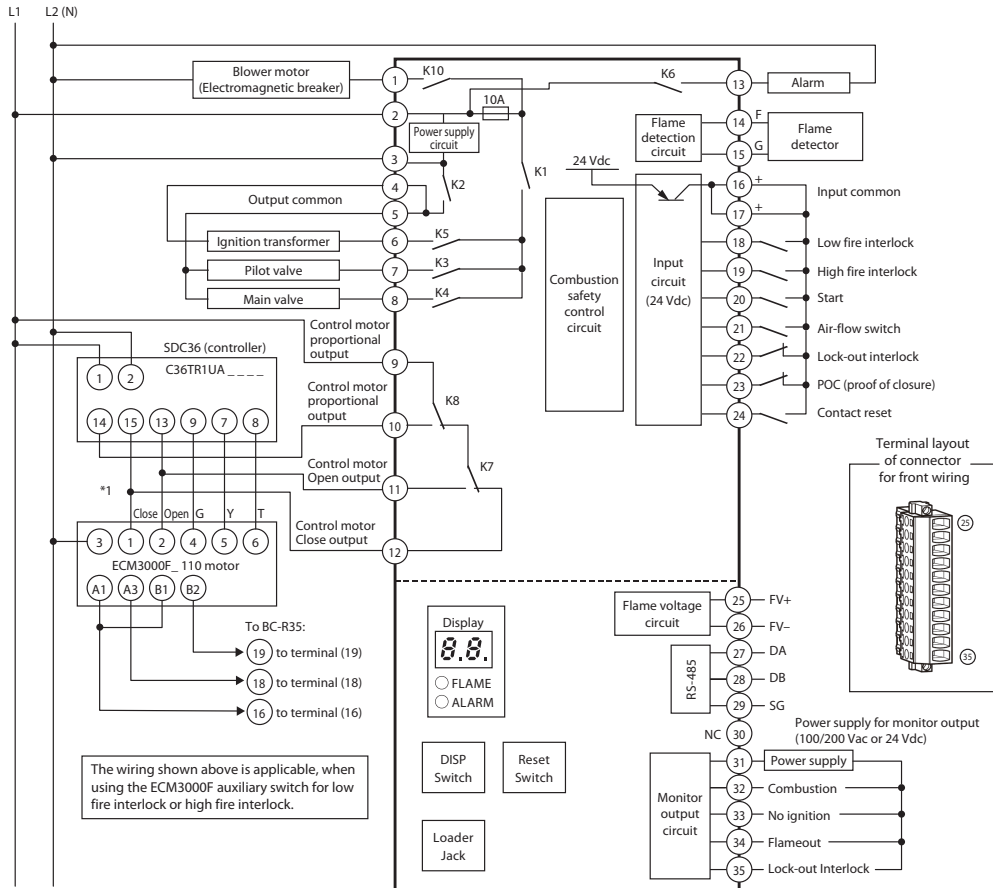 L1
L2 (N)
Blower motor
(Electromagnetic breaker)
1
K10
K6
13
Alarm
2
10A
Power supply
circuit
Flame
detection
circuit
14
F
15
G
Flame
detector
3
K2
K1
24 Vdc
4
Output common
5
16
+
Input common
17
+
Ignition transformer
6
K5
Pilot valve
7
K3
Main valve
8
K4
Combustion
safety
control
circuit
Input
circuit
(24 Vdc)
18
Low fire interlock
19
High fire interlock
20
Start
21
Air-flow switch
22
Lock-out interlock
23
POC (proof of closure)
24
Contact reset
Control motor
proportional
output
9
SDC36 (controller)
C36TR1UA _ _ _ _
1
2
14
15
13
9
7
8
Control motor
proportional
output
10
K8
Control motor
Open output
11
K7
Control motor
Close output
12
*1
Close
Open
G
Y
T
3
1
2
4
5
6
ECM3000F_ 110 motor
A1
A3
B1
B2
To BC-R35:
19
to terminal (19)
18
to terminal (18)
16
to terminal (16)
The wiring shown above is applicable, when
using the ECM3000F auxiliary switch for low
fire interlock or high fire interlock.
Display
8.8.
FLAME
ALARM
DISP
Switch
Reset
Switch
Loader
Jack
Terminal layout
of connector
for front wiring
25
35
Flame voltage
circuit
25
FV+
26
FV–
RS-485
27
DA
28
DB
29
SG
NC
30
Power supply for monitor output
(100/200 Vac or 24 Vdc)
Monitor
output
circuit
31
Power supply
32
Combustion
33
No ignition
34
Flameout
35
Lock-out Interlock